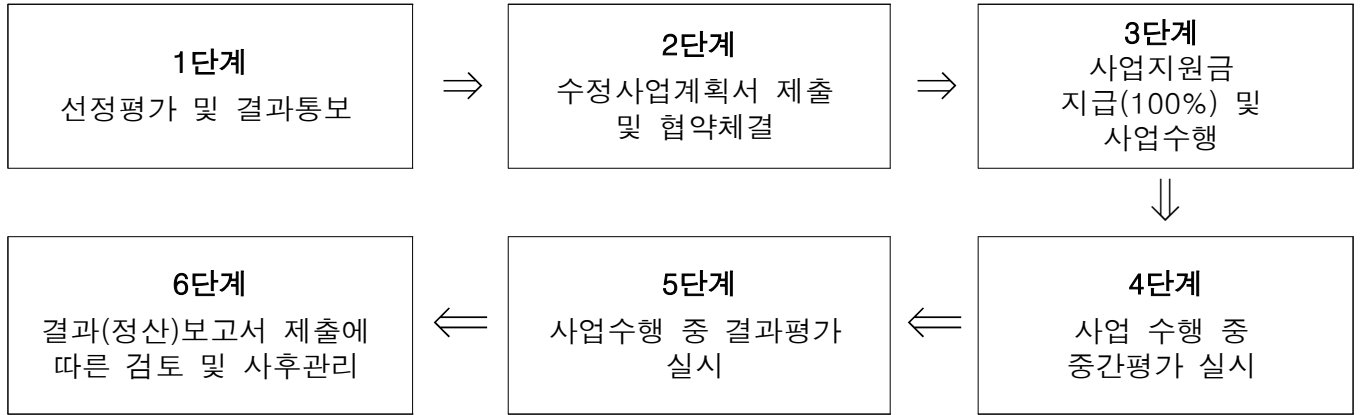 1단계
선정평가 및 결과통보
⇒
2단계
수정사업계획서 제출
및 협약체결
⇒
3단계
사업지원금
지급(100%) 및
사업수행
⇓
4단계
사업 수행 중
중간평가 실시
⇐
5단계
사업수행 중 결과평가
실시
⇐
6단계
결과(정산)보고서 제출에
따른 검토 및 사후관리